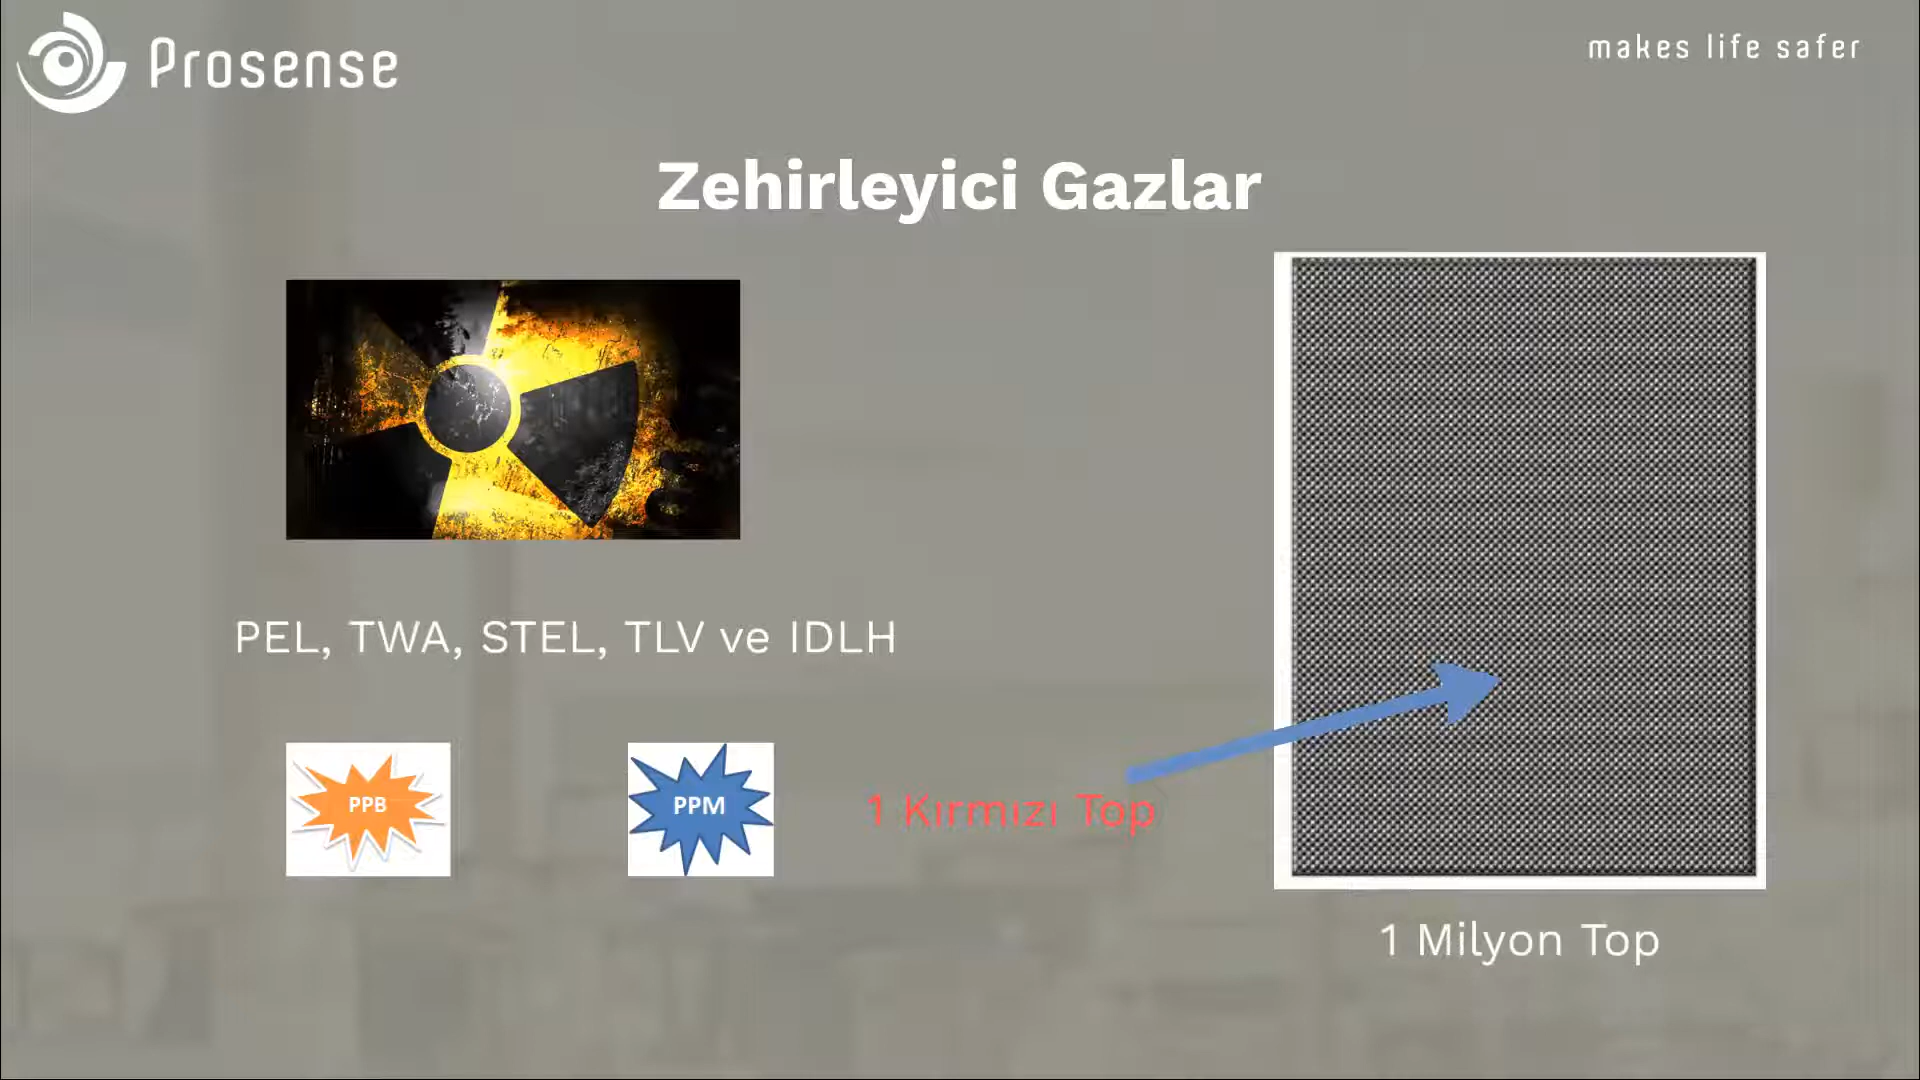 Prosense
makes life safer
Zehirleyici Gazlar
PEL, TWA, STEL, TLV ve IDLH
PPB
PPM
1 Kırmızı Top
1 Milyon Top